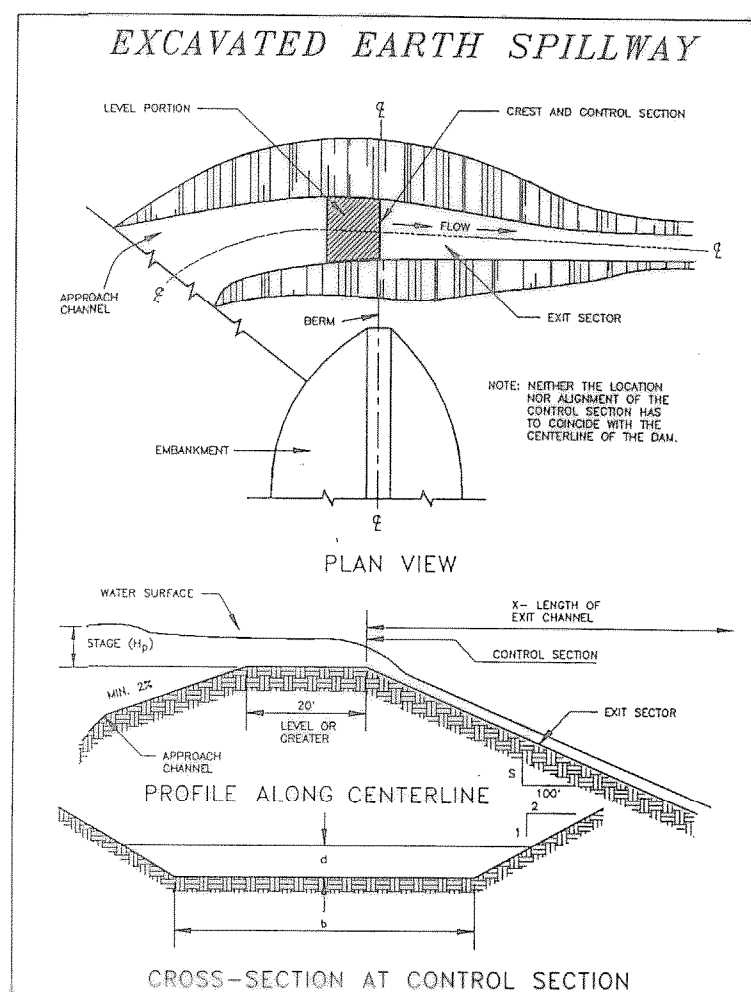 EXCAVATED EARTH SPILLWAY
℄
LEVEL PORTION
CREST AND CONTROL SECTION
FLOW
℄
APPROACH
CHANNEL
℄
EXIT SECTOR
BERM
NOTE: NEITHER THE LOCATION
NOR ALIGNMENT OF THE
CONTROL SECTION HAS
TO COINCIDE WITH THE
CENTERLINE OF THE DAM.
EMBANKMENT
℄
PLAN VIEW
WATER SURFACE
X- LENGTH OF
EXIT CHANNEL
STAGE (Hp)
CONTROL SECTION
MIN. 2%
20'
LEVEL OR
GREATER
EXIT SECTOR
APPROACH
CHANNEL
S
100'
PROFILE ALONG CENTERLINE
2
1
d
b
CROSS-SECTION AT CONTROL SECTION